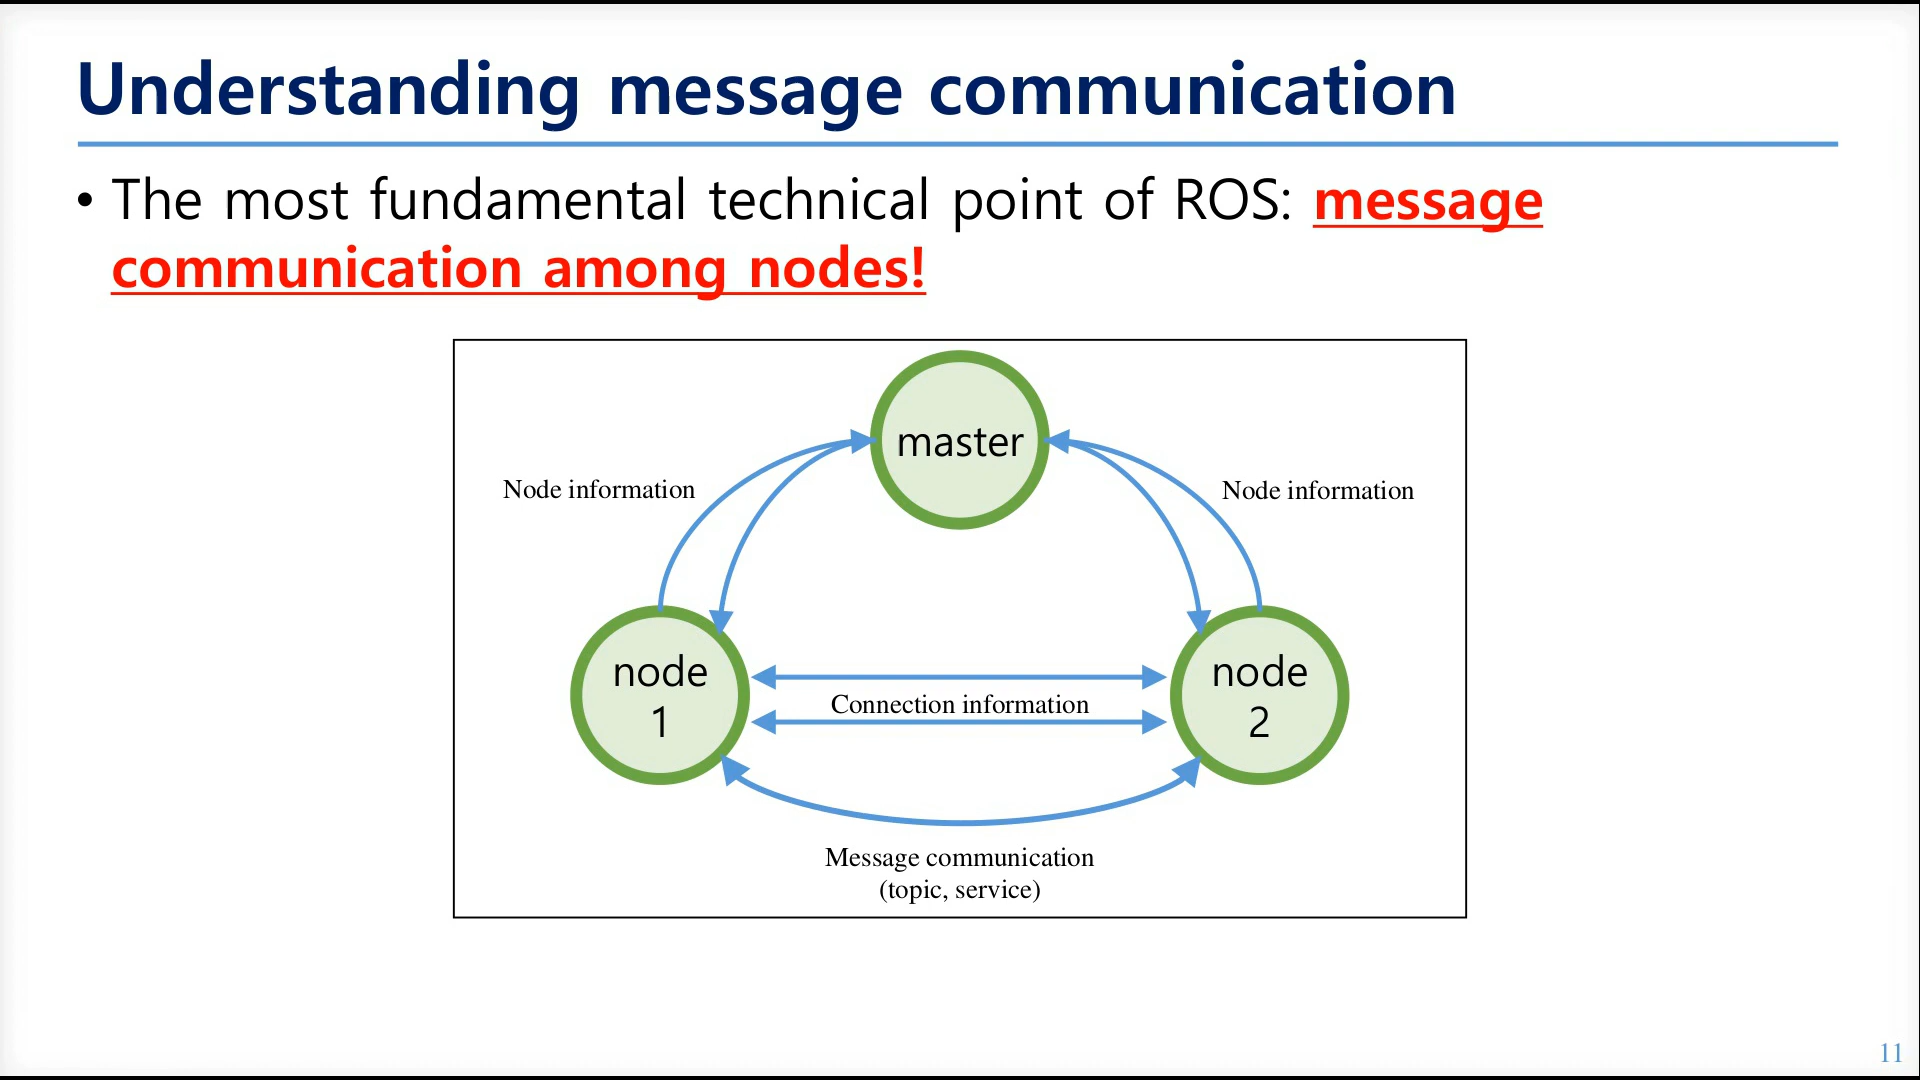 Understanding message communication
• The most fundamental technical point of ROS: message
communication among nodes!
master
Node information
Node information
node
1
node
2
Connection information
Message communication
(topic, service)
11